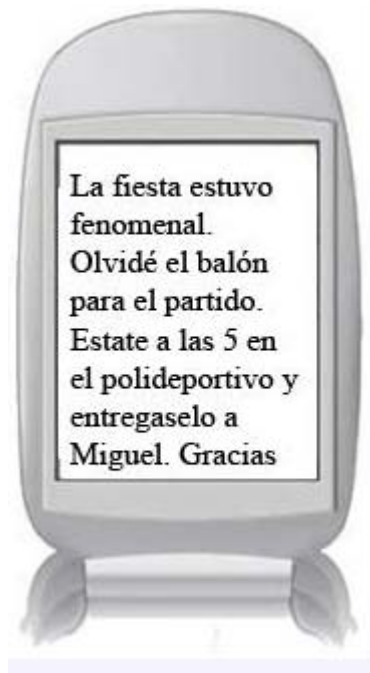 La fiesta estuvo
fenomenal.
Olvidé el balón
para el partido.
Estate a las 5 en
el polideportivo y
entregaselo a
Miguel. Gracias